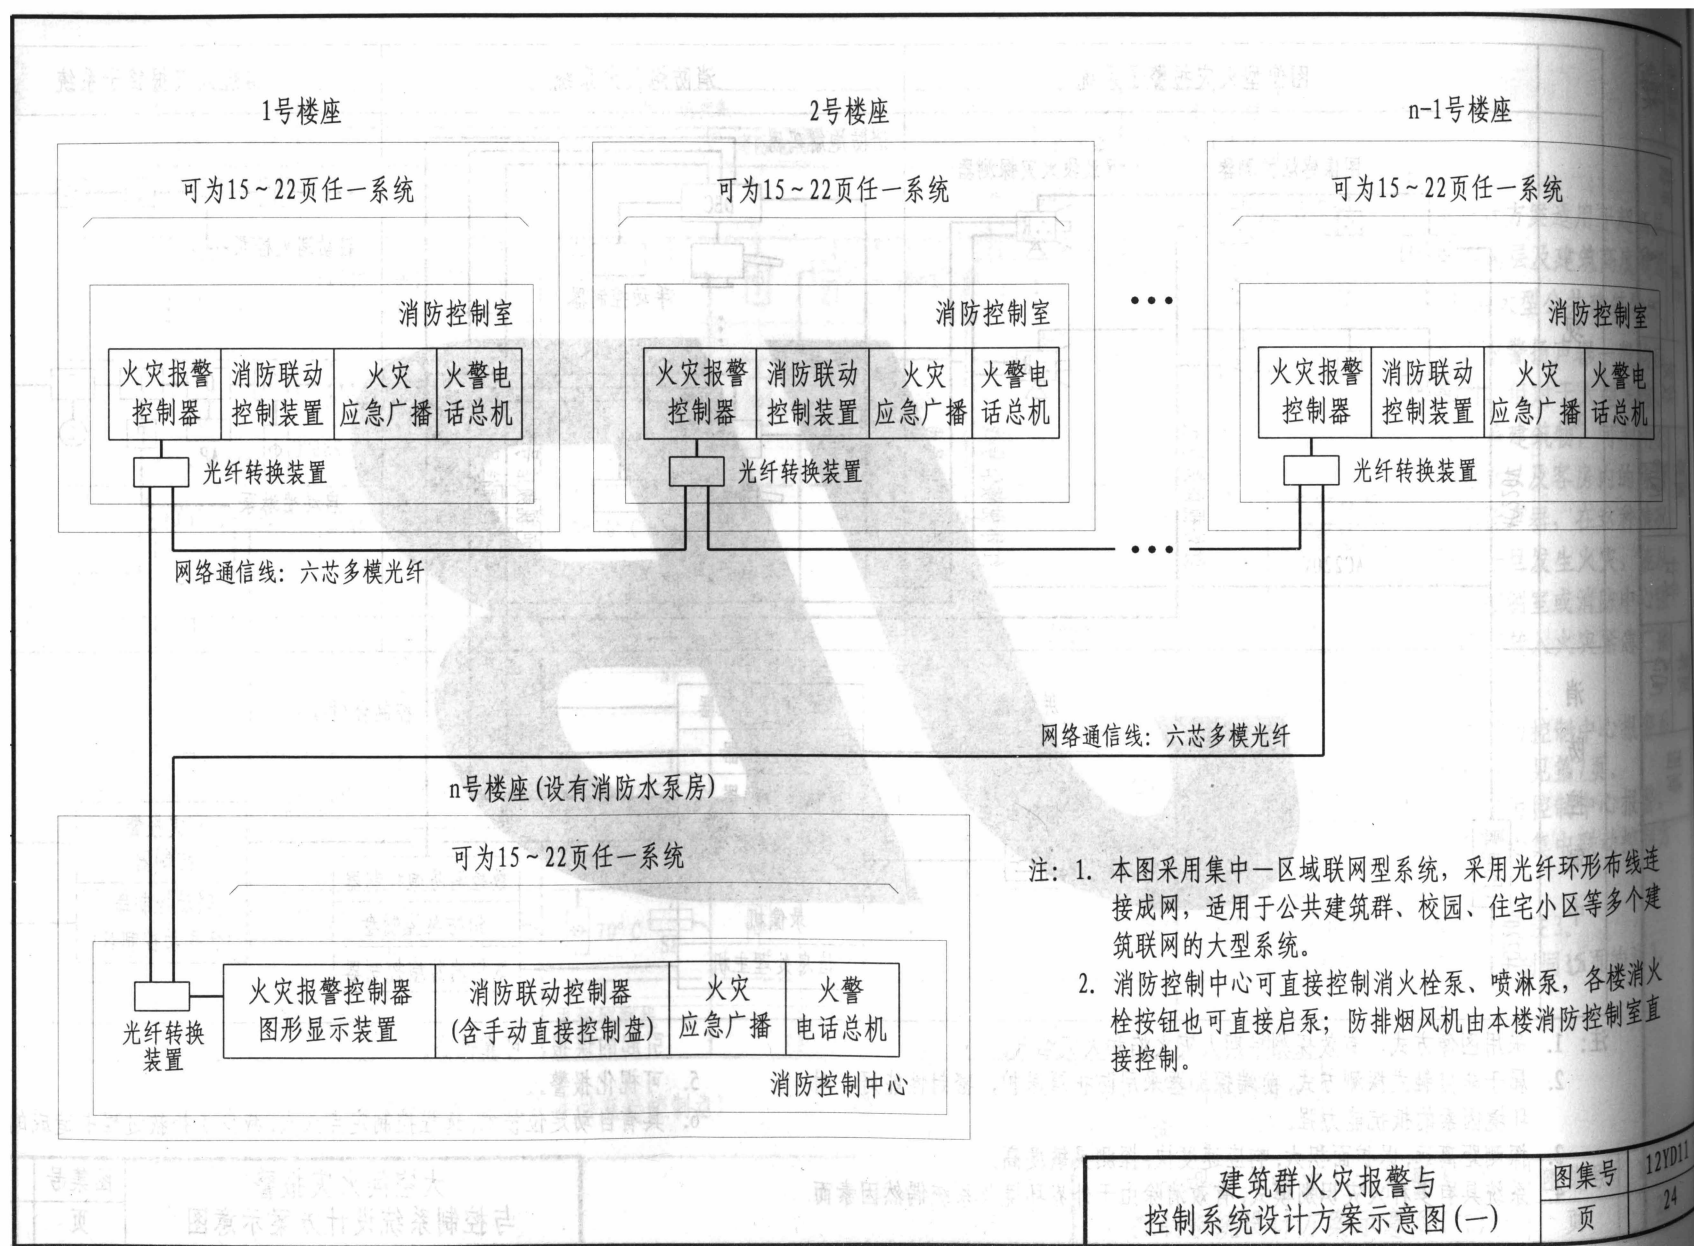 1号楼座
2号楼座
n-1号楼座
可为15~22页任一系统
可为15~22页任一系统
可为15~22页任一系统
消防控制室
消防控制室
消防控制室
火灾报警
控制器
消防联动
控制装置
火灾
应急广播
火警电
话总机
火灾报警
控制器
消防联动
控制装置
火灾
应急广播
火警电
话总机
火灾报警
控制器
消防联动
控制装置
火灾
应急广播
火警电
话总机
光纤转换装置
光纤转换装置
光纤转换装置
网络通信线：六芯多模光纤
网络通信线：六芯多模光纤
n号楼座(设有消防水泵房)
可为15~22页任一系统
火灾报警控制器
图形显示装置
消防联动控制器
(含手动直接控制盘)
火灾
应急广播
火警
电话总机
光纤转换
装置
消防控制中心
注：1. 本图采用集中一区域联网型系统，采用光纤环形布线连
接成网，适用于公共建筑群、校园、住宅小区等多个建
筑联网的大型系统。
2. 消防控制中心可直接控制消火栓泵、喷淋泵，各楼消火
栓按钮也可直接启泵；防排烟风机由本楼消防控制室直
接控制。
建筑群火灾报警与
控制系统设计方案示意图(一)
图集号 12YD11
页 24